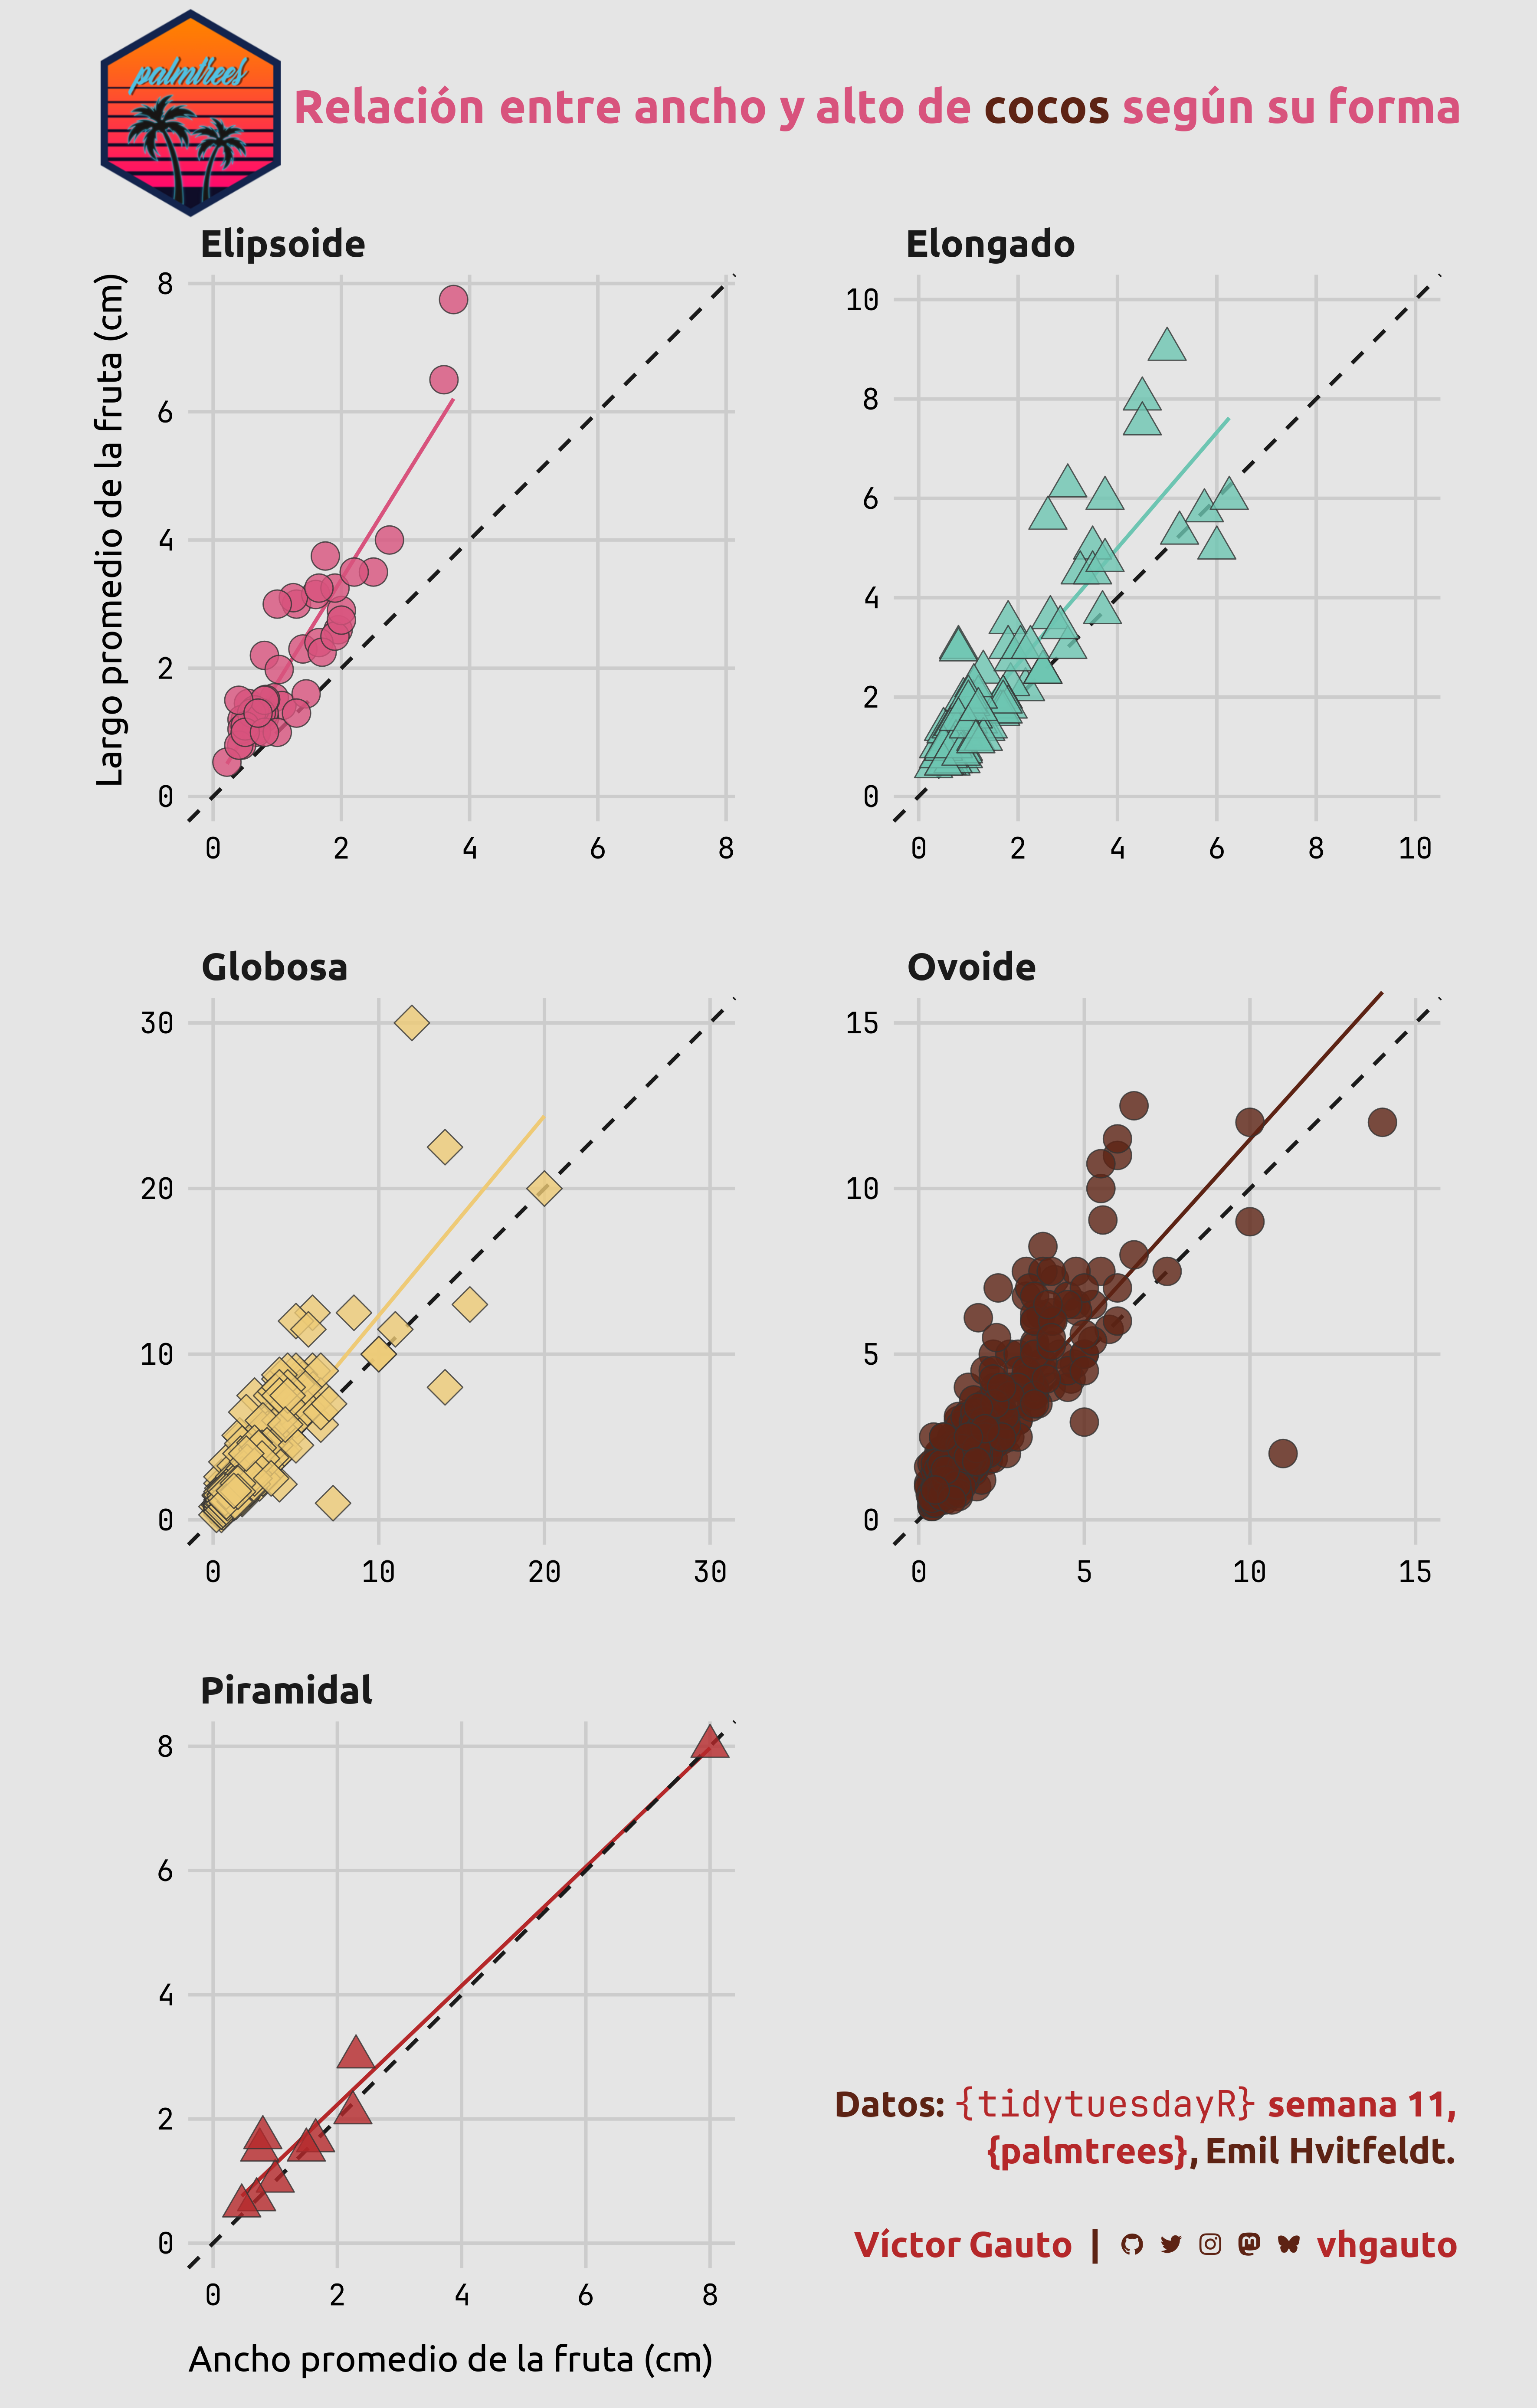 palmtrees
Relación entre ancho y alto de cocos según su forma
Elipsoide
Largo promedio de la fruta (cm)
8
6
4
2
0
0 2 4 6 8
Elongado
10
8
6
4
2
0
0 2 4 6 8 10
Globosa
30
20
10
0
0 10 20 30
Ovoide
15
10
5
0
0 5 10 15
Piramidal
8
6
4
2
0
0 2 4 6 8
Ancho promedio de la fruta (cm)
Datos: {tidytuesdayR} semana 11,
{palmtrees}, Emil Hvitfeldt.
Víctor Gauto | vhgauto